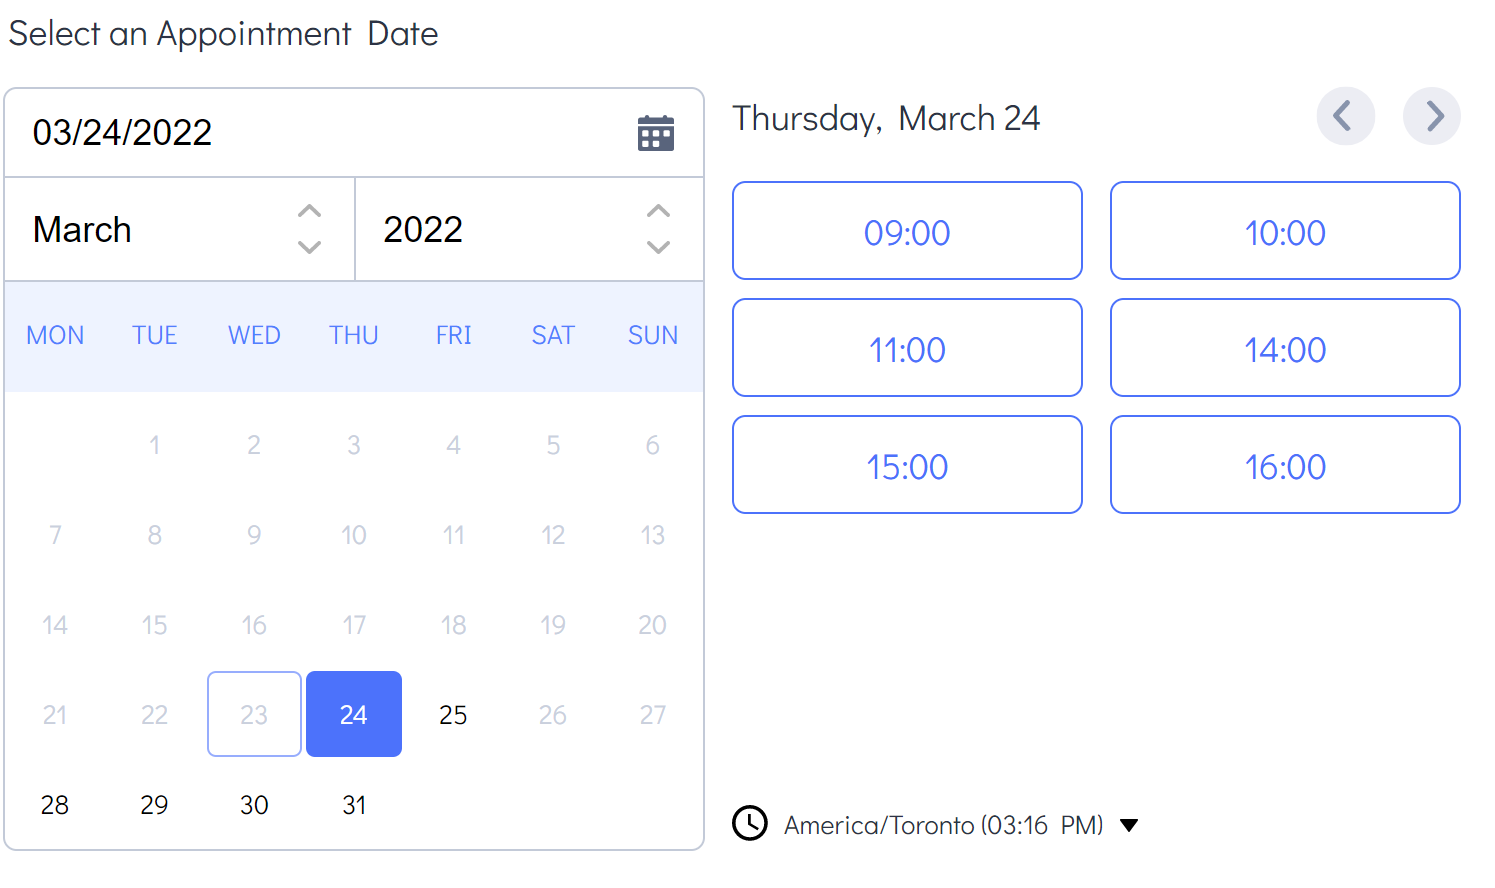 Select an Appointment Date
03/24/2022
March 2022
MON TUE WED THU FRI SAT SUN
1 2 3 4 5 6
7 8 9 10 11 12 13
14 15 16 17 18 19 20
21 22 23 24 25 26 27
28 29 30 31
Thursday, March 24
09:00 10:00
11:00 14:00
15:00 16:00
America/Toronto (03:16 PM)